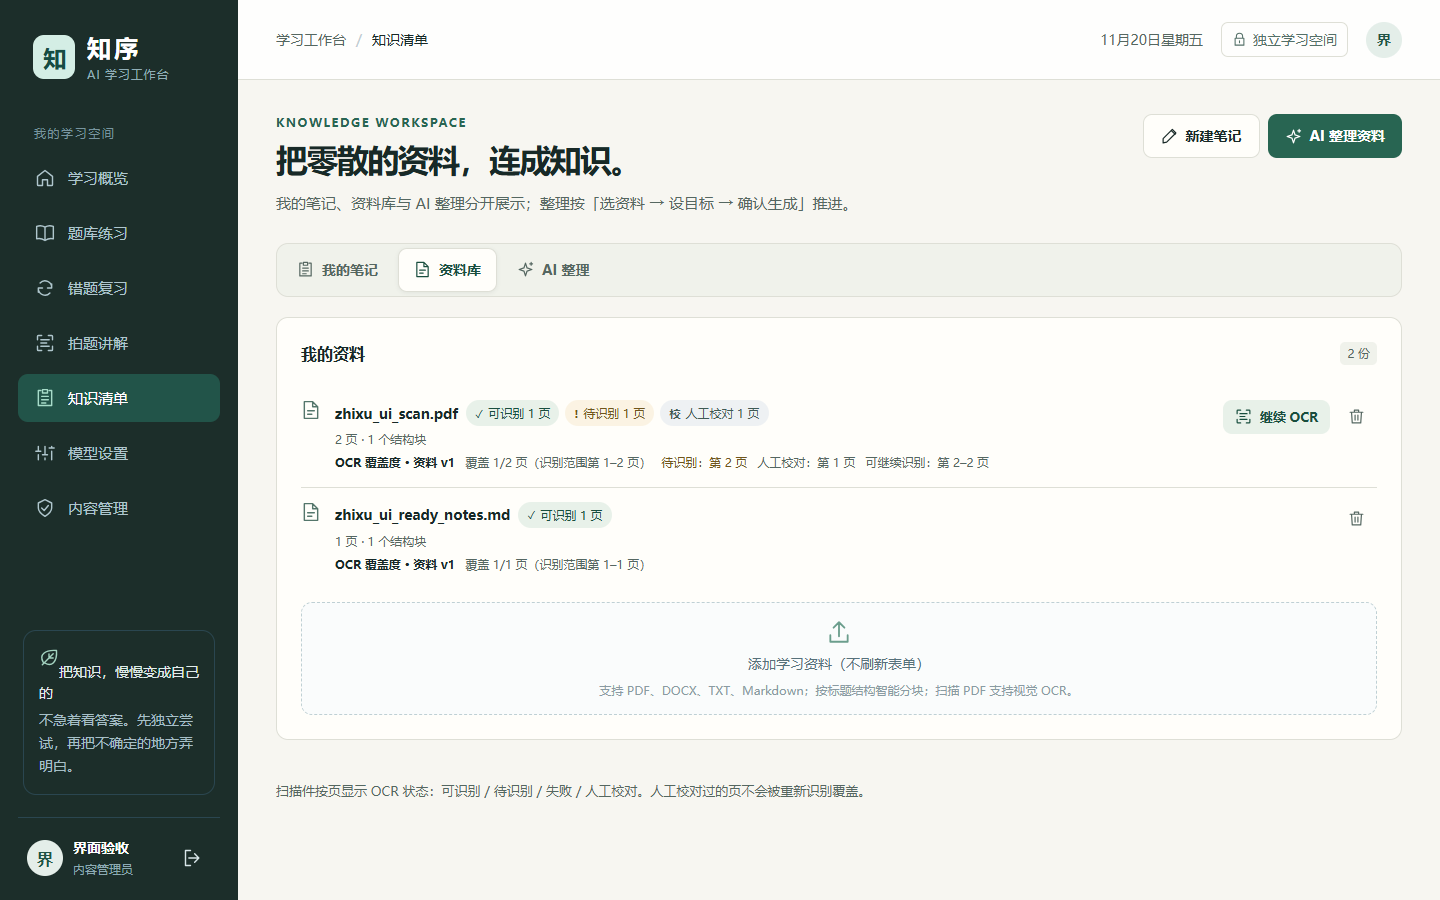 知
知序
AI 学习工作台
我的学习空间
学习概览
题库练习
错题复习
拍题讲解
知识清单
模型设置
内容管理
把知识，慢慢变成自己
的
不急着看答案。先独立尝
试，再把不确定的地方弄
明白。
界
界面验收
内容管理员
学习工作台 / 知识清单
11月20日星期五
独立学习空间
界
KNOWLEDGE WORKSPACE
把零散的资料，连成知识。
我的笔记、资料库与 AI 整理分开展示；整理按「选资料 → 设目标 → 确认生成」推进。
新建笔记
AI 整理资料
我的笔记
资料库
AI 整理
我的资料
2 份
zhixu_ui_scan.pdf ✓ 可识别 1 页 ! 待识别 1 页 校 人工校对 1 页
继续 OCR
2 页 · 1 个结构块
OCR 覆盖度 · 资料 v1 覆盖 1/2 页（识别范围第 1–2 页） 待识别：第 2 页 人工校对：第 1 页 可继续识别：第 2–2 页
zhixu_ui_ready_notes.md ✓ 可识别 1 页
1 页 · 1 个结构块
OCR 覆盖度 · 资料 v1 覆盖 1/1 页（识别范围第 1–1 页）
添加学习资料（不刷新表单）
支持 PDF、DOCX、TXT、Markdown；按标题结构智能分块；扫描 PDF 支持视觉 OCR。
扫描件按页显示 OCR 状态：可识别 / 待识别 / 失败 / 人工校对。人工校对过的页不会被重新识别覆盖。